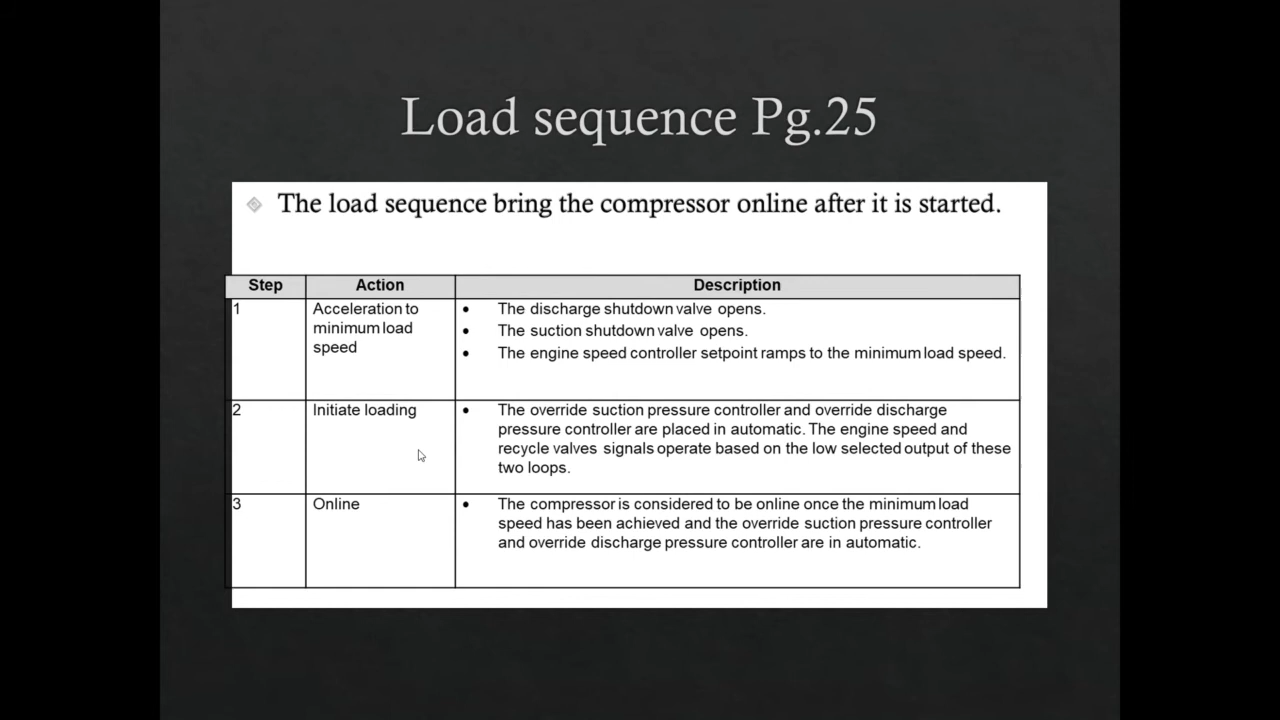 Load sequence Pg.25
The load sequence bring the compressor online after it is started.
Step Action Description
1 Acceleration to minimum load speed
• The discharge shutdown valve opens.
• The suction shutdown valve opens.
• The engine speed controller setpoint ramps to the minimum load speed.
2 Initiate loading
• The override suction pressure controller and override discharge
pressure controller are placed in automatic. The engine speed and
recycle valves signals operate based on the low selected output of these
two loops.
3 Online
• The compressor is considered to be online once the minimum load
speed has been achieved and the override suction pressure controller
and override discharge pressure controller are in automatic.